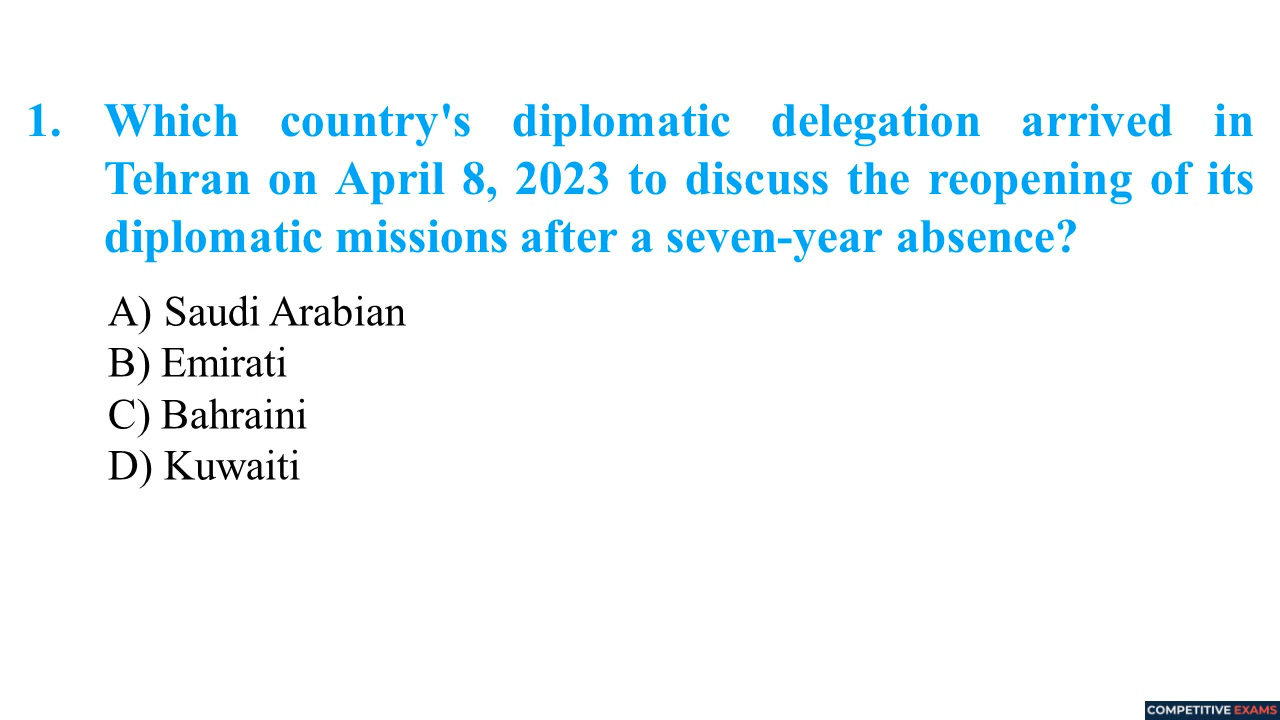 1. Which country's diplomatic delegation arrived in
Tehran on April 8, 2023 to discuss the reopening of its
diplomatic missions after a seven-year absence?
A) Saudi Arabian
B) Emirati
C) Bahraini
D) Kuwaiti
COMPETITIVE EXAMS